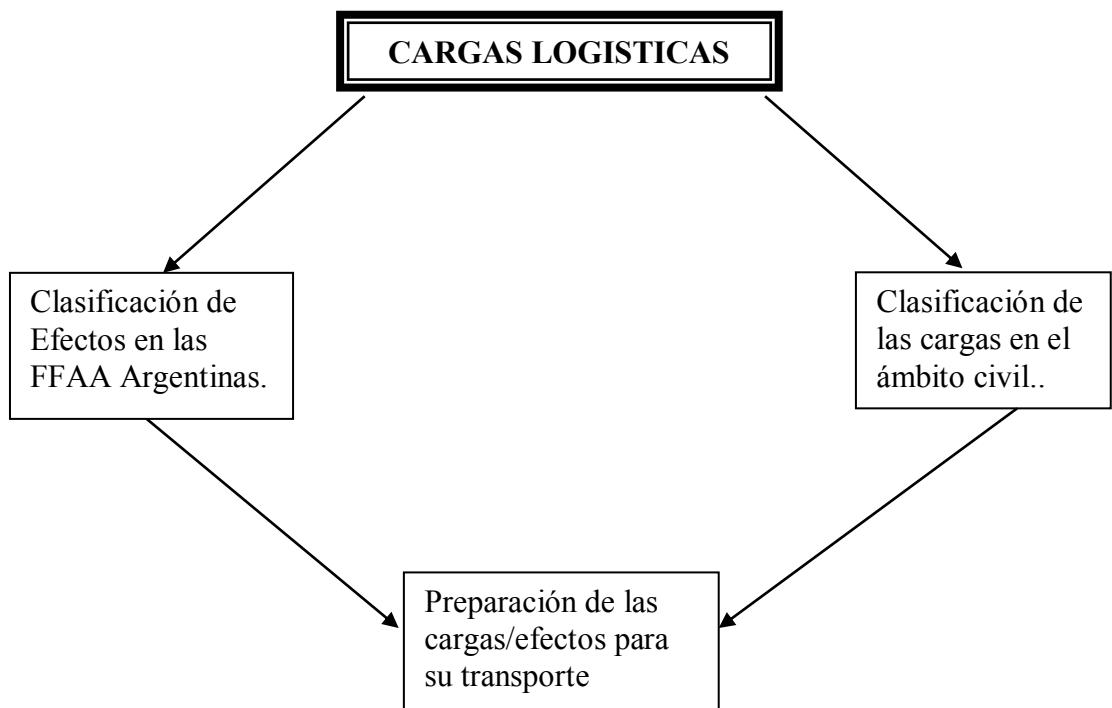 CARGAS LOGISTICAS
Clasificación de
Efectos en las
FFAA Argentinas.
Clasificación de
las cargas en el
ámbito civil..
Preparación de las
cargas/efectos para
su transporte